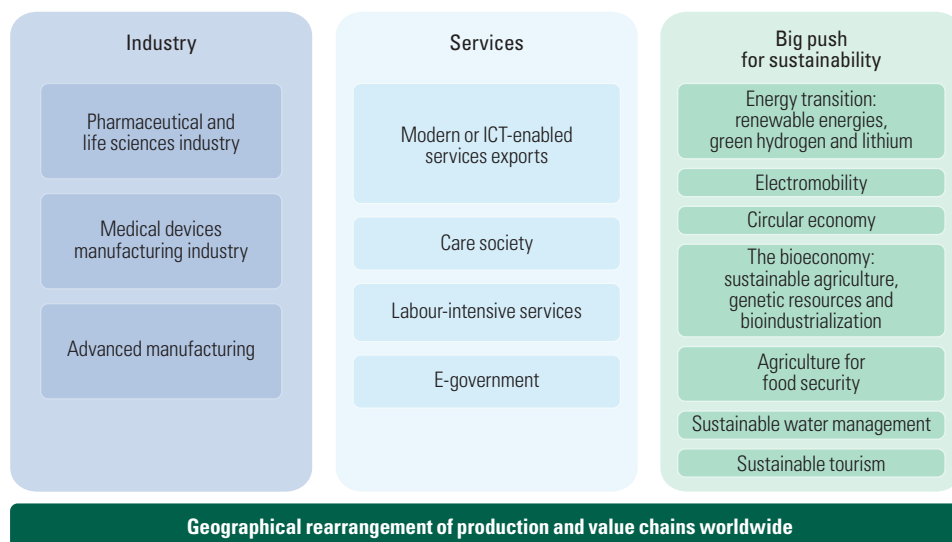 Industry
Pharmaceutical and
life sciences industry
Medical devices
manufacturing industry
Advanced manufacturing
Services
Modern or ICT-enabled
services exports
Care society
Labour-intensive services
E-government
Big push
for sustainability
Energy transition:
renewable energies,
green hydrogen and lithium
Electromobility
Circular economy
The bioeconomy:
sustainable agriculture,
genetic resources and
bioindustrialization
Agriculture for
food security
Sustainable water management
Sustainable tourism
Geographical rearrangement of production and value chains worldwide